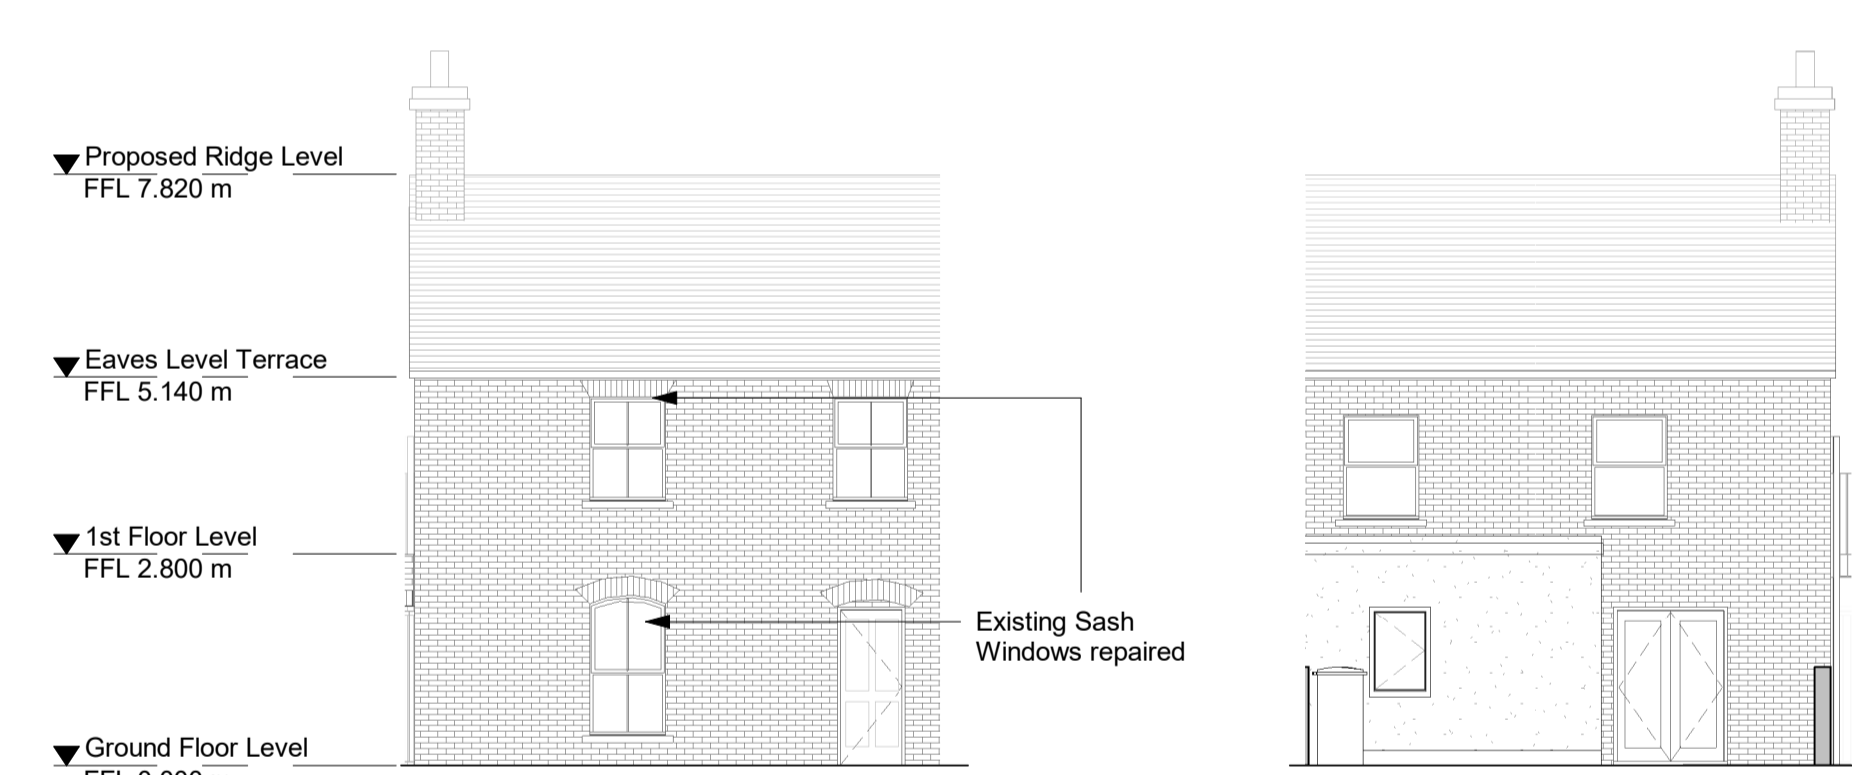 Proposed Ridge Level
FFL 7.820 m
Eaves Level Terrace
FFL 5.140 m
1st Floor Level
FFL 2.800 m
Existing Sash
Windows repaired
Ground Floor Level